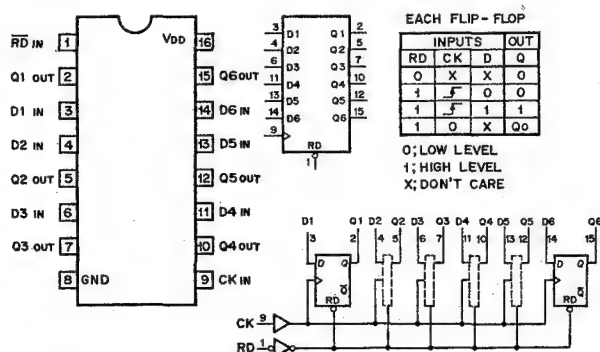 R̅D̅ IN 1
VDD 16
Q1 OUT 2
15 Q6 OUT
D1 IN 3
14 D6 IN
D2 IN 4
13 D5 IN
Q2 OUT 5
12 Q5 OUT
D3 IN 6
11 D4 IN
Q3 OUT 7
10 Q4 OUT
8 GND
9 CK IN
3 D1 Q1 2
4 D2 Q2 5
6 D3 Q3 7
11 D4 Q4 10
13 D5 Q5 12
14 D6 Q6 15
9
RD
1
EACH FLIP-FLOP
INPUTS OUT
RD CK D Q
0 X X 0
1 0 0
1 1 1
1 0 X Qo
0; LOW LEVEL
1; HIGH LEVEL
X; DON'T CARE
D1 Q1 D2 Q2 D3 Q3 D4 Q4 D5 Q5 D6 Q6
3 2 4 5 6 7 11 10 13 12 14 15
D Q D Q
Q̅ Q̅
RD RD
CK 9
RD 1